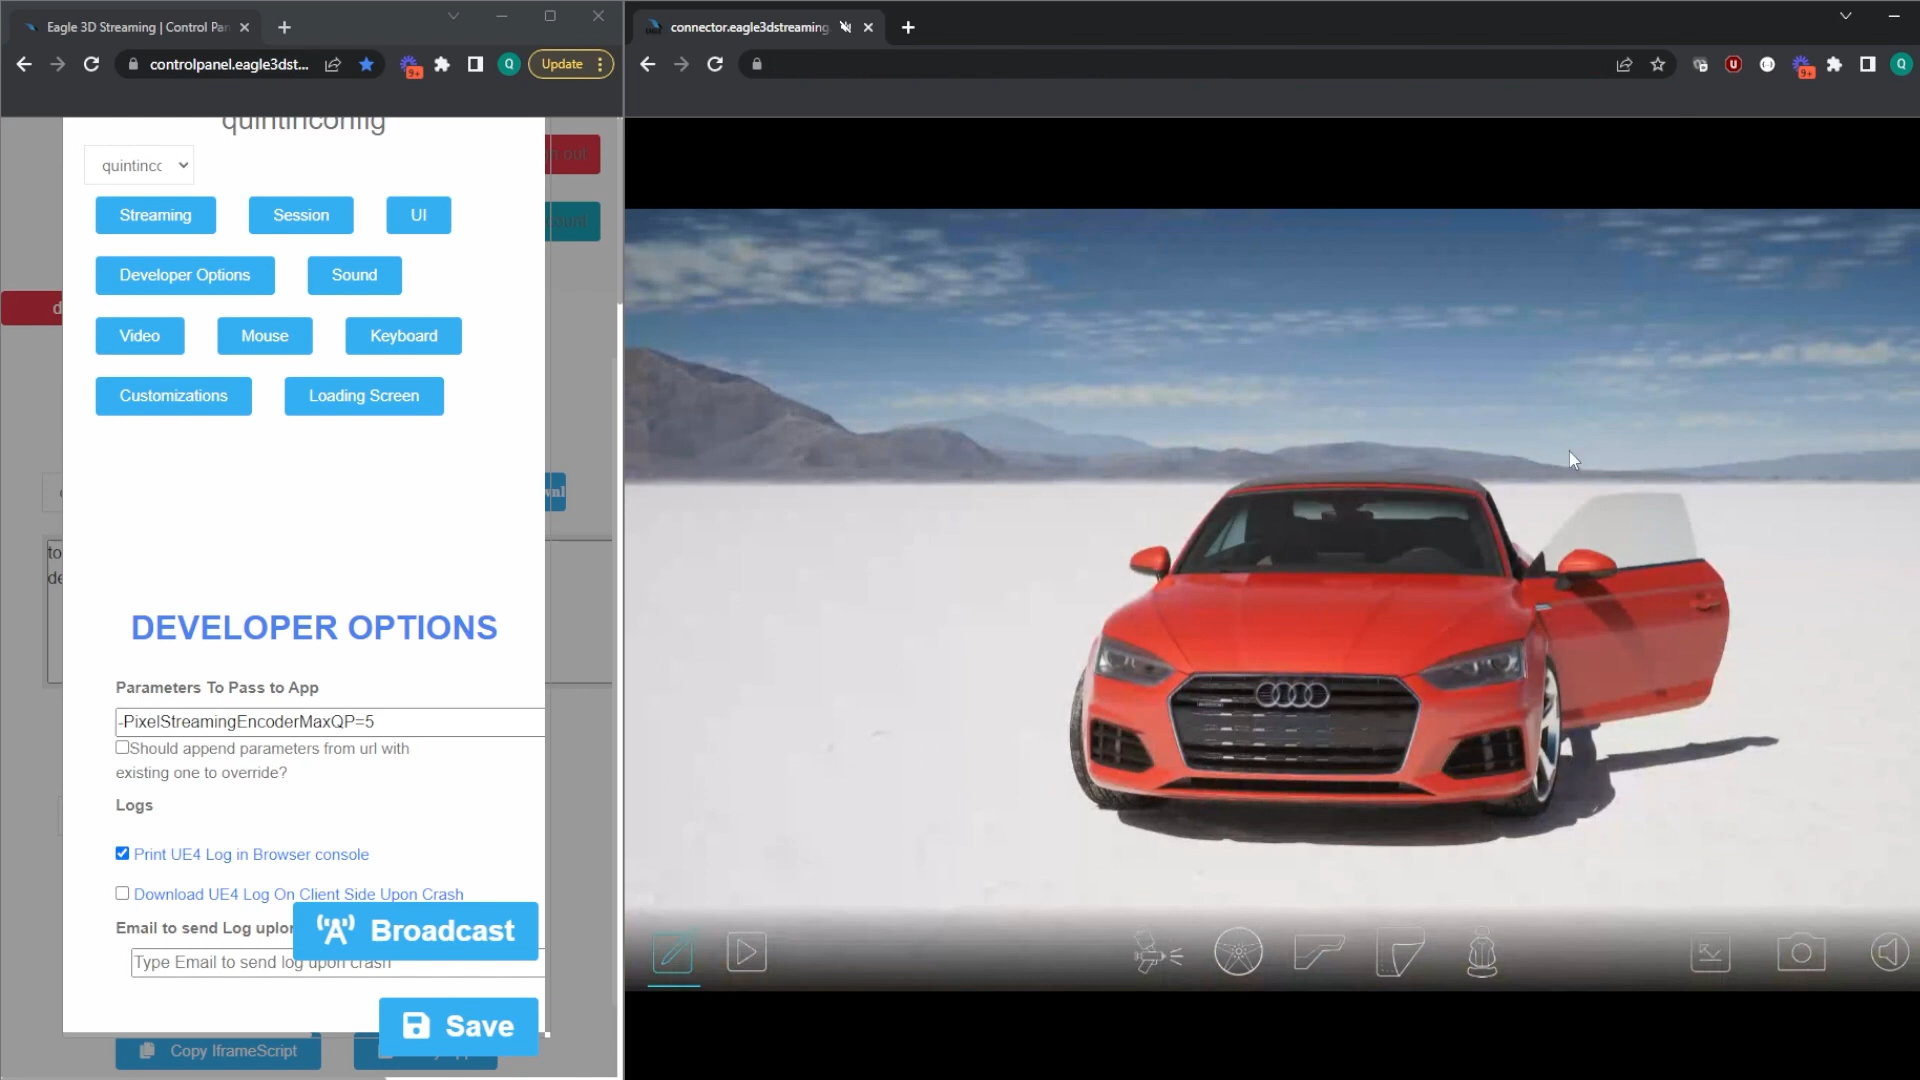 Eagle 3D Streaming | Control Pan
connector.eagle3dstreaming
controlpanel.eagle3dst...
9+
Q
Update
U
9+
Q
quintinconfig
quintincc
Streaming
Session
UI
Developer Options
Sound
Video
Mouse
Keyboard
Customizations
Loading Screen
DEVELOPER OPTIONS
Parameters To Pass to App
-PixelStreamingEncoderMaxQP=5
Should append parameters from url with
existing one to override?
Logs
Print UE4 Log in Browser console
Download UE4 Log On Client Side Upon Crash
Email to send Log uplo
Broadcast
Type Email to send log upon crash
Save
Copy IframeScript